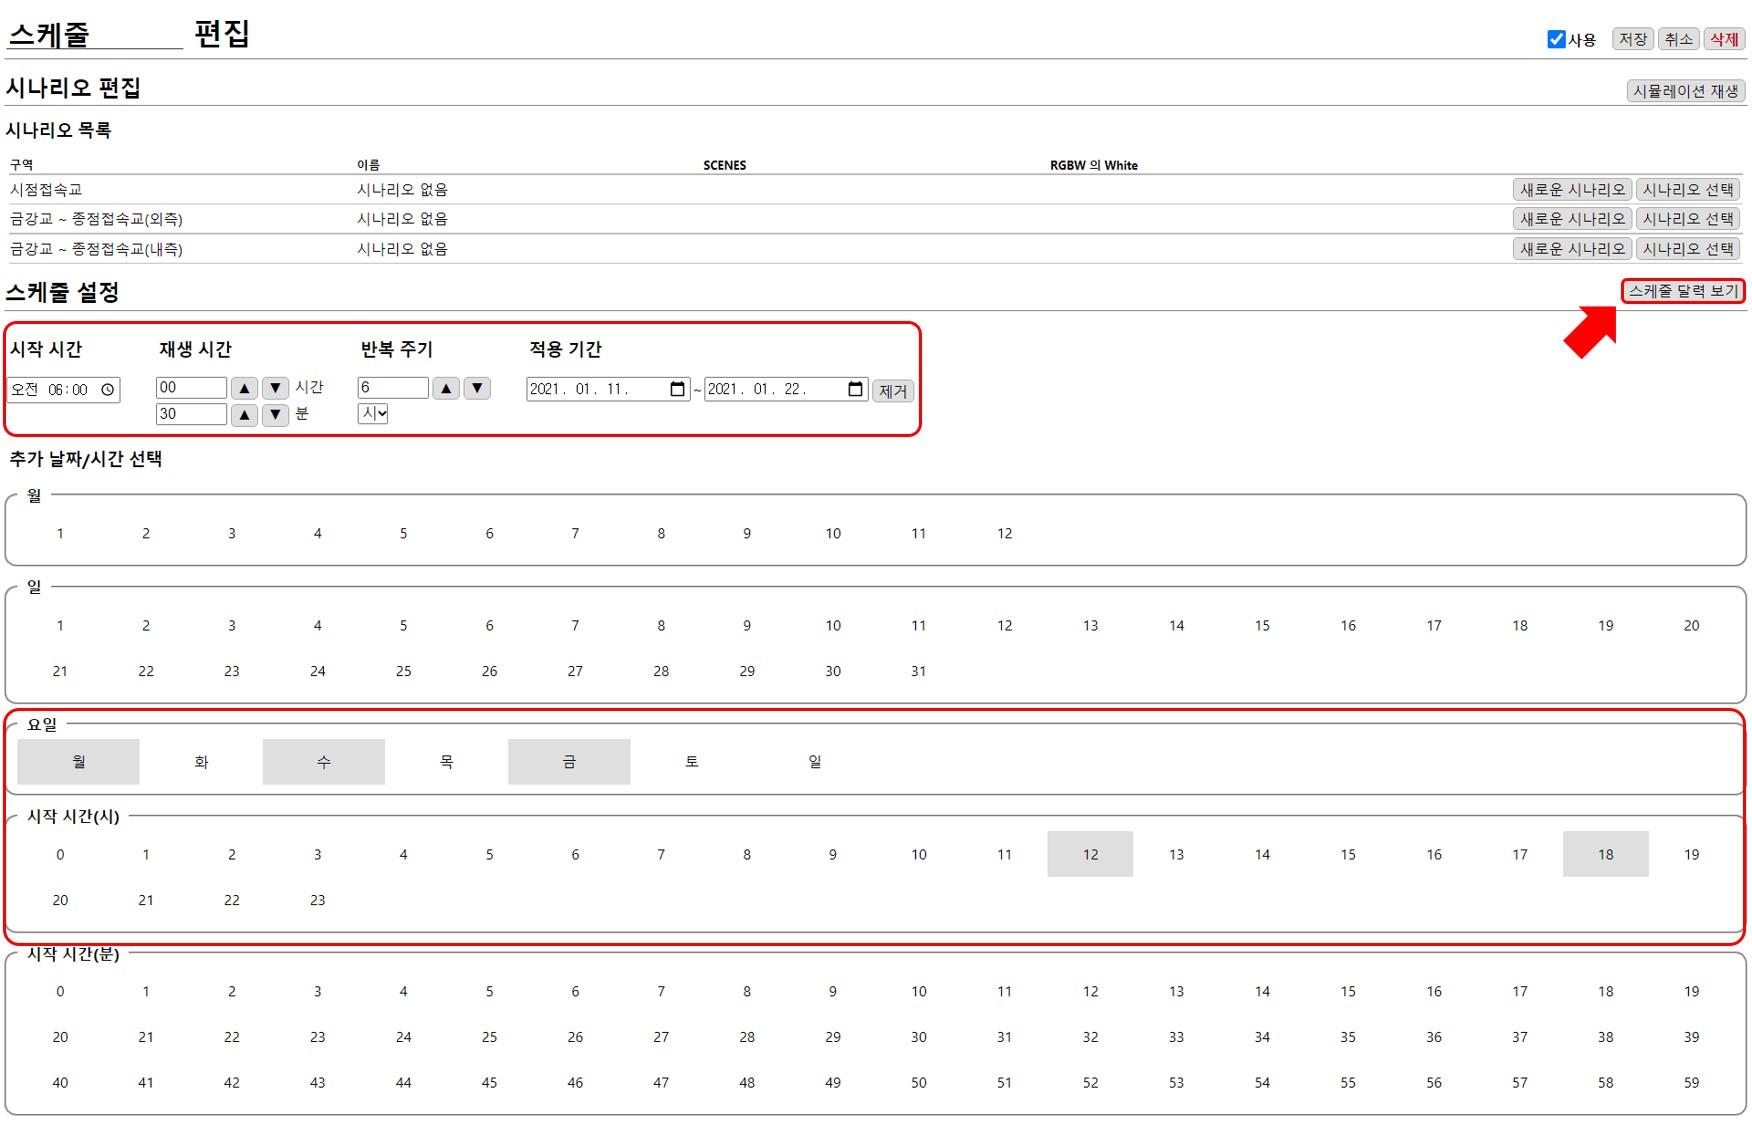 스케줄 편집
사용 저장 취소 삭제
시나리오 편집
시뮬레이션 재생
시나리오 목록
구역 이름 SCENES RGBW 의 White
시점접속교 시나리오 없음 새로운 시나리오 시나리오 선택
금강교 ~ 종점접속교(외측) 시나리오 없음 새로운 시나리오 시나리오 선택
금강교 ~ 종점접속교(내측) 시나리오 없음 새로운 시나리오 시나리오 선택
스케줄 설정
스케줄 달력 보기
시작 시간 재생 시간 반복 주기 적용 기간
오전 06:00 00 ▲ ▼ 시간 6 ▲ ▼ 2021. 01. 11. ~ 2021. 01. 22. 제거
30 ▲ ▼ 분 시
추가 날짜/시간 선택
월
1 2 3 4 5 6 7 8 9 10 11 12
일
1 2 3 4 5 6 7 8 9 10 11 12 13 14 15 16 17 18 19 20
21 22 23 24 25 26 27 28 29 30 31
요일
월 화 수 목 금 토 일
시작 시간(시)
0 1 2 3 4 5 6 7 8 9 10 11 12 13 14 15 16 17 18 19
20 21 22 23
시작 시간(분)
0 1 2 3 4 5 6 7 8 9 10 11 12 13 14 15 16 17 18 19
20 21 22 23 24 25 26 27 28 29 30 31 32 33 34 35 36 37 38 39
40 41 42 43 44 45 46 47 48 49 50 51 52 53 54 55 56 57 58 59